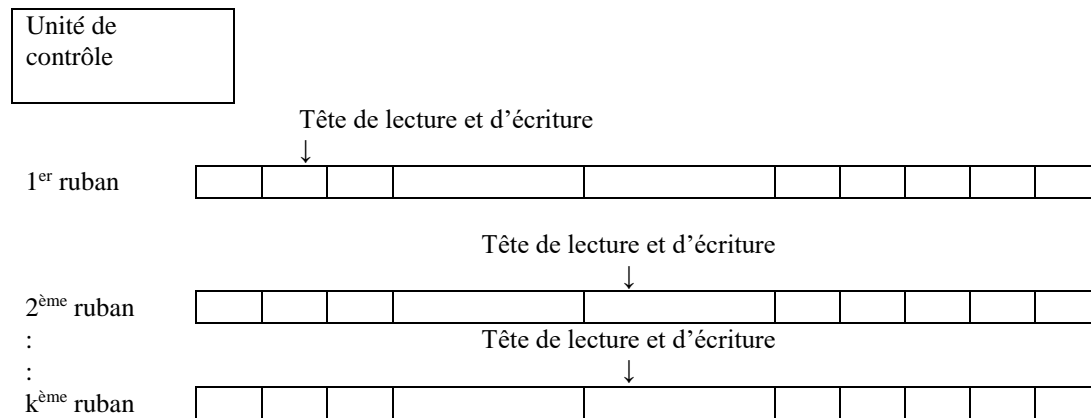 Unité de
contrôle
Tête de lecture et d’écriture
↓
1er ruban
Tête de lecture et d’écriture
↓
2ème ruban
:
Tête de lecture et d’écriture
:
↓
kème ruban